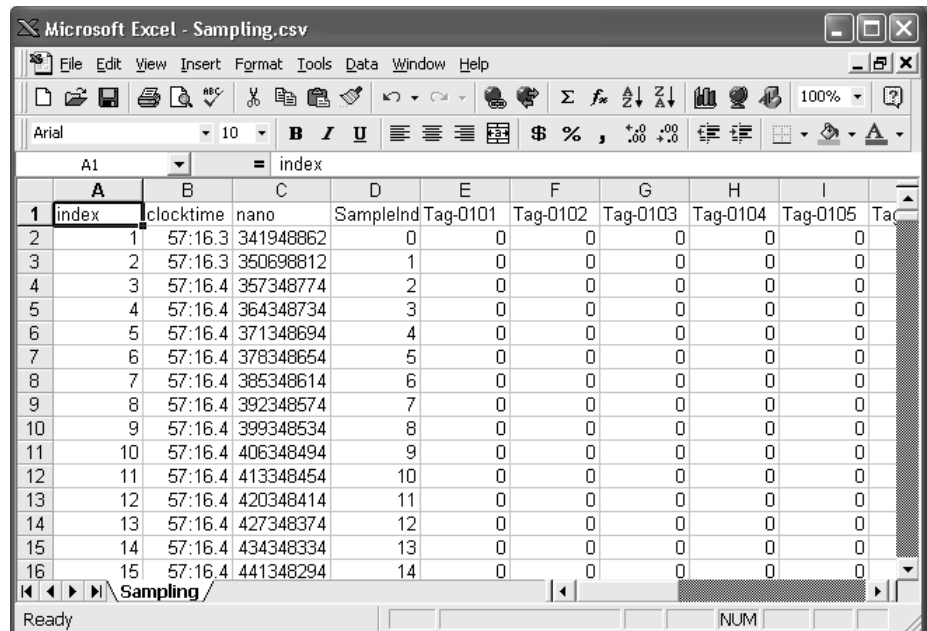 Microsoft Excel - Sampling.csv
File Edit View Insert Format Tools Data Window Help
ABC Σ fx A Z Z A 100% ?
Arial 10 B I U $ % , A
A1 = index
A B C D E F G H I
1 index clocktime nano SampleInd Tag-0101 Tag-0102 Tag-0103 Tag-0104 Tag-0105
2 1 57:16.3 341948862 0 0 0 0 0 0
3 2 57:16.3 350698812 1 0 0 0 0 0
4 3 57:16.4 357348774 2 0 0 0 0 0
5 4 57:16.4 364348734 3 0 0 0 0 0
6 5 57:16.4 371348694 4 0 0 0 0 0
7 6 57:16.4 378348654 5 0 0 0 0 0
8 7 57:16.4 385348614 6 0 0 0 0 0
9 8 57:16.4 392348574 7 0 0 0 0 0
10 9 57:16.4 399348534 8 0 0 0 0 0
11 10 57:16.4 406348494 9 0 0 0 0 0
12 11 57:16.4 413348454 10 0 0 0 0 0
13 12 57:16.4 420348414 11 0 0 0 0 0
14 13 57:16.4 427348374 12 0 0 0 0 0
15 14 57:16.4 434348334 13 0 0 0 0 0
16 15 57:16.4 441348294 14 0 0 0 0 0
Sampling
Ready NUM